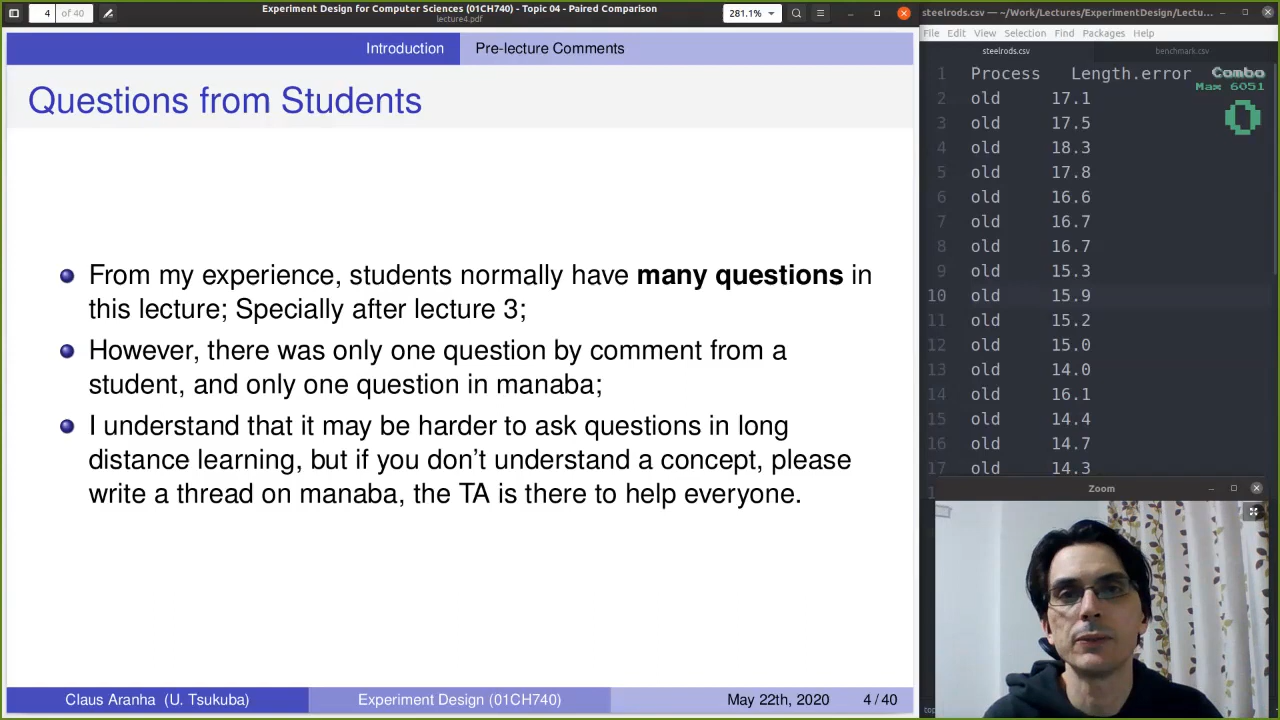 4 of 40
Experiment Design for Computer Sciences (01CH740) - Topic 04 - Paired Comparison
lecture4.pdf
281.1%
Introduction
Pre-lecture Comments
Questions from Students
From my experience, students normally have many questions in
this lecture; Specially after lecture 3;
However, there was only one question by comment from a
student, and only one question in manaba;
I understand that it may be harder to ask questions in long
distance learning, but if you don't understand a concept, please
write a thread on manaba, the TA is there to help everyone.
Claus Aranha (U. Tsukuba)
Experiment Design (01CH740)
May 22th, 2020
4 / 40
steelrods.csv — ~/Work/Lectures/ExperimentDesign/Lectu...
File Edit View Selection Find Packages Help
steelrods.csv
benchmark.csv
1 Process Length.error
Combo
Max 6051
0
2 old 17.1
3 old 17.5
4 old 18.3
5 old 17.8
6 old 16.6
7 old 16.7
8 old 16.7
9 old 15.3
10 old 15.9
11 old 15.2
12 old 15.0
13 old 14.0
14 old 16.1
15 old 14.4
16 old 14.7
17 old 14.3
1
Zoom